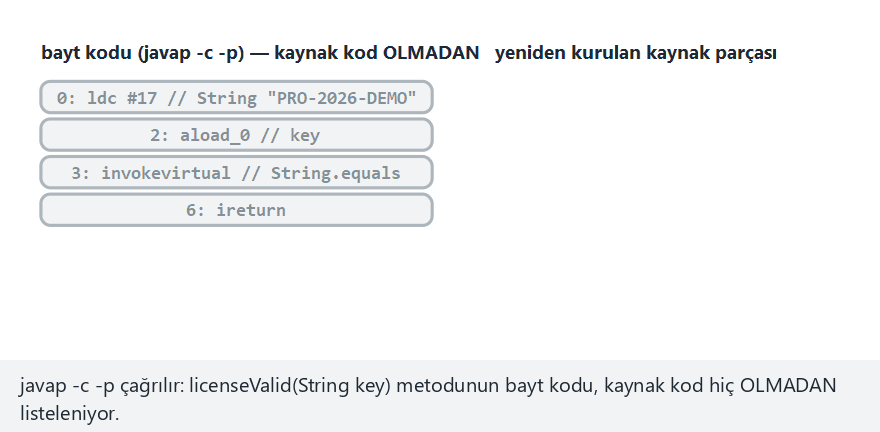 bayt kodu (javap -c -p) — kaynak kod OLMADAN yeniden kurulan kaynak parçası
0: ldc #17 // String "PRO-2026-DEMO"
2: aload_0 // key
3: invokevirtual // String.equals
6: ireturn
javap -c -p çağrılır: licenseValid(String key) metodunun bayt kodu, kaynak kod hiç OLMADAN
listeleniyor.